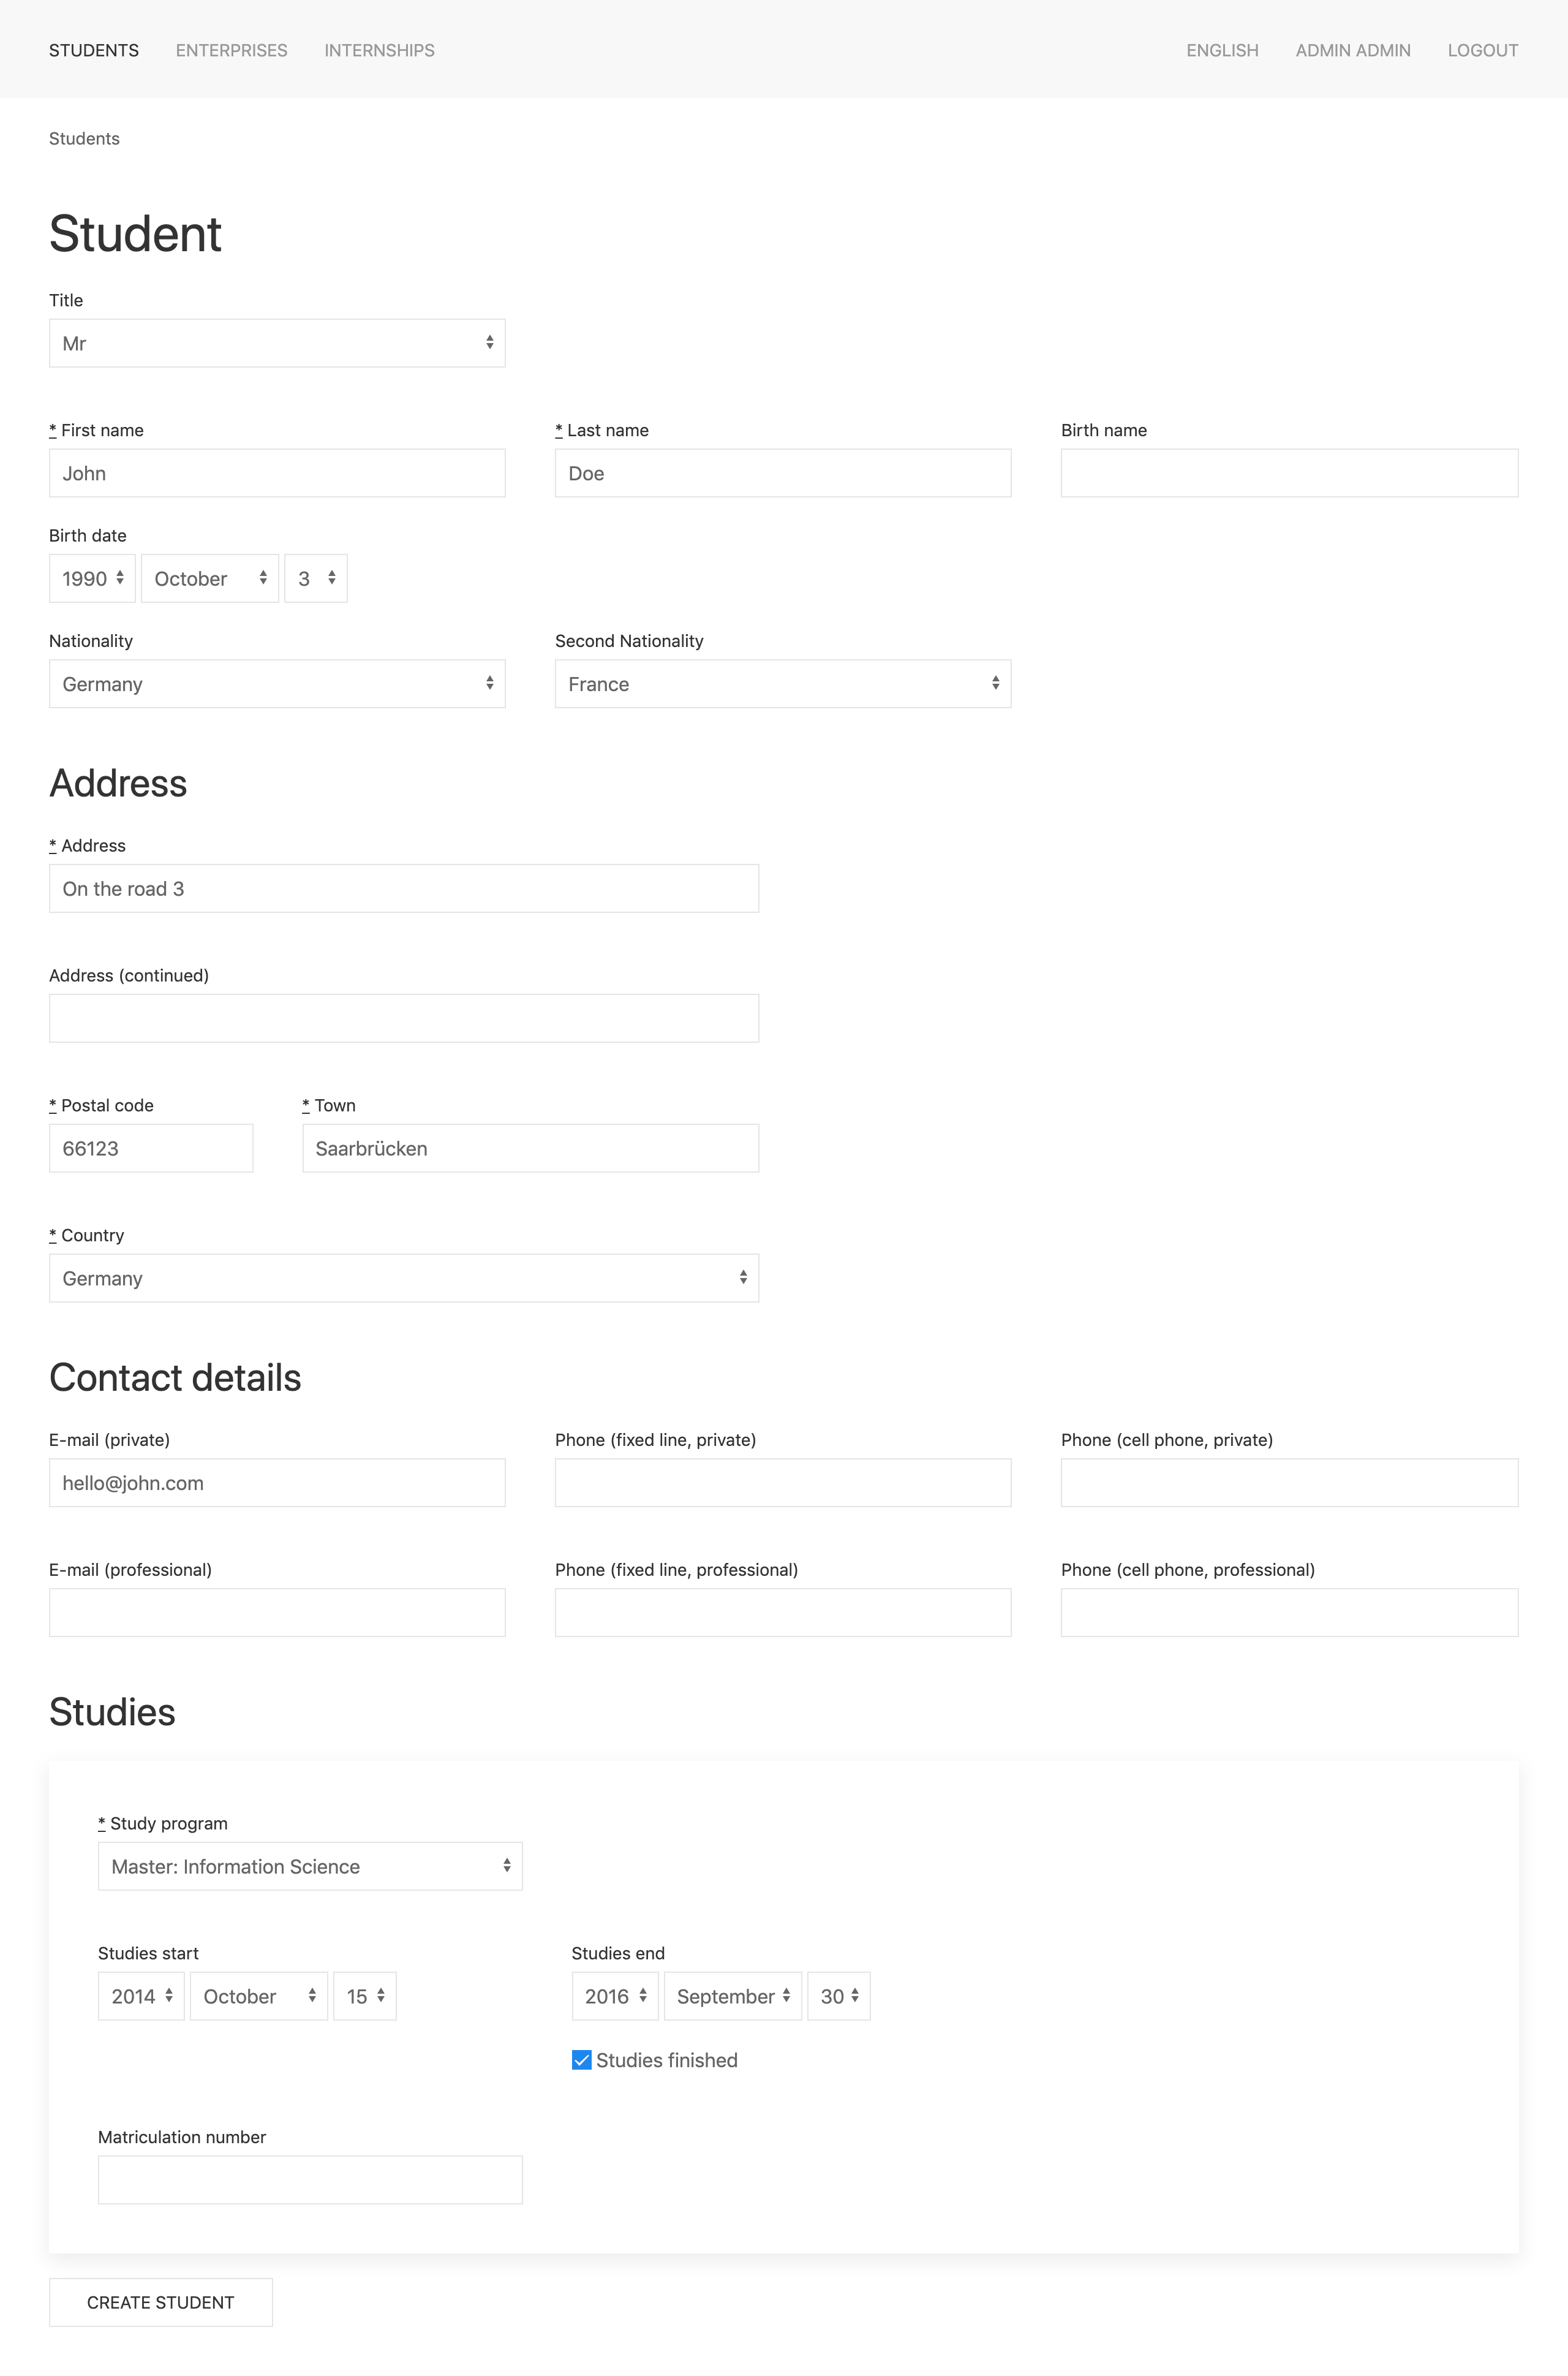 STUDENTS ENTERPRISES INTERNSHIPS ENGLISH ADMIN ADMIN LOGOUT
Students
Student
Title
Mr
* First name * Last name Birth name
John Doe
Birth date
1990 October 3
Nationality Second Nationality
Germany France
Address
* Address
On the road 3
Address (continued)
* Postal code * Town
66123 Saarbrücken
* Country
Germany
Contact details
E-mail (private) Phone (fixed line, private) Phone (cell phone, private)
hello@john.com
E-mail (professional) Phone (fixed line, professional) Phone (cell phone, professional)
Studies
* Study program
Master: Information Science
Studies start Studies end
2014 October 15 2016 September 30
Studies finished
Matriculation number
CREATE STUDENT